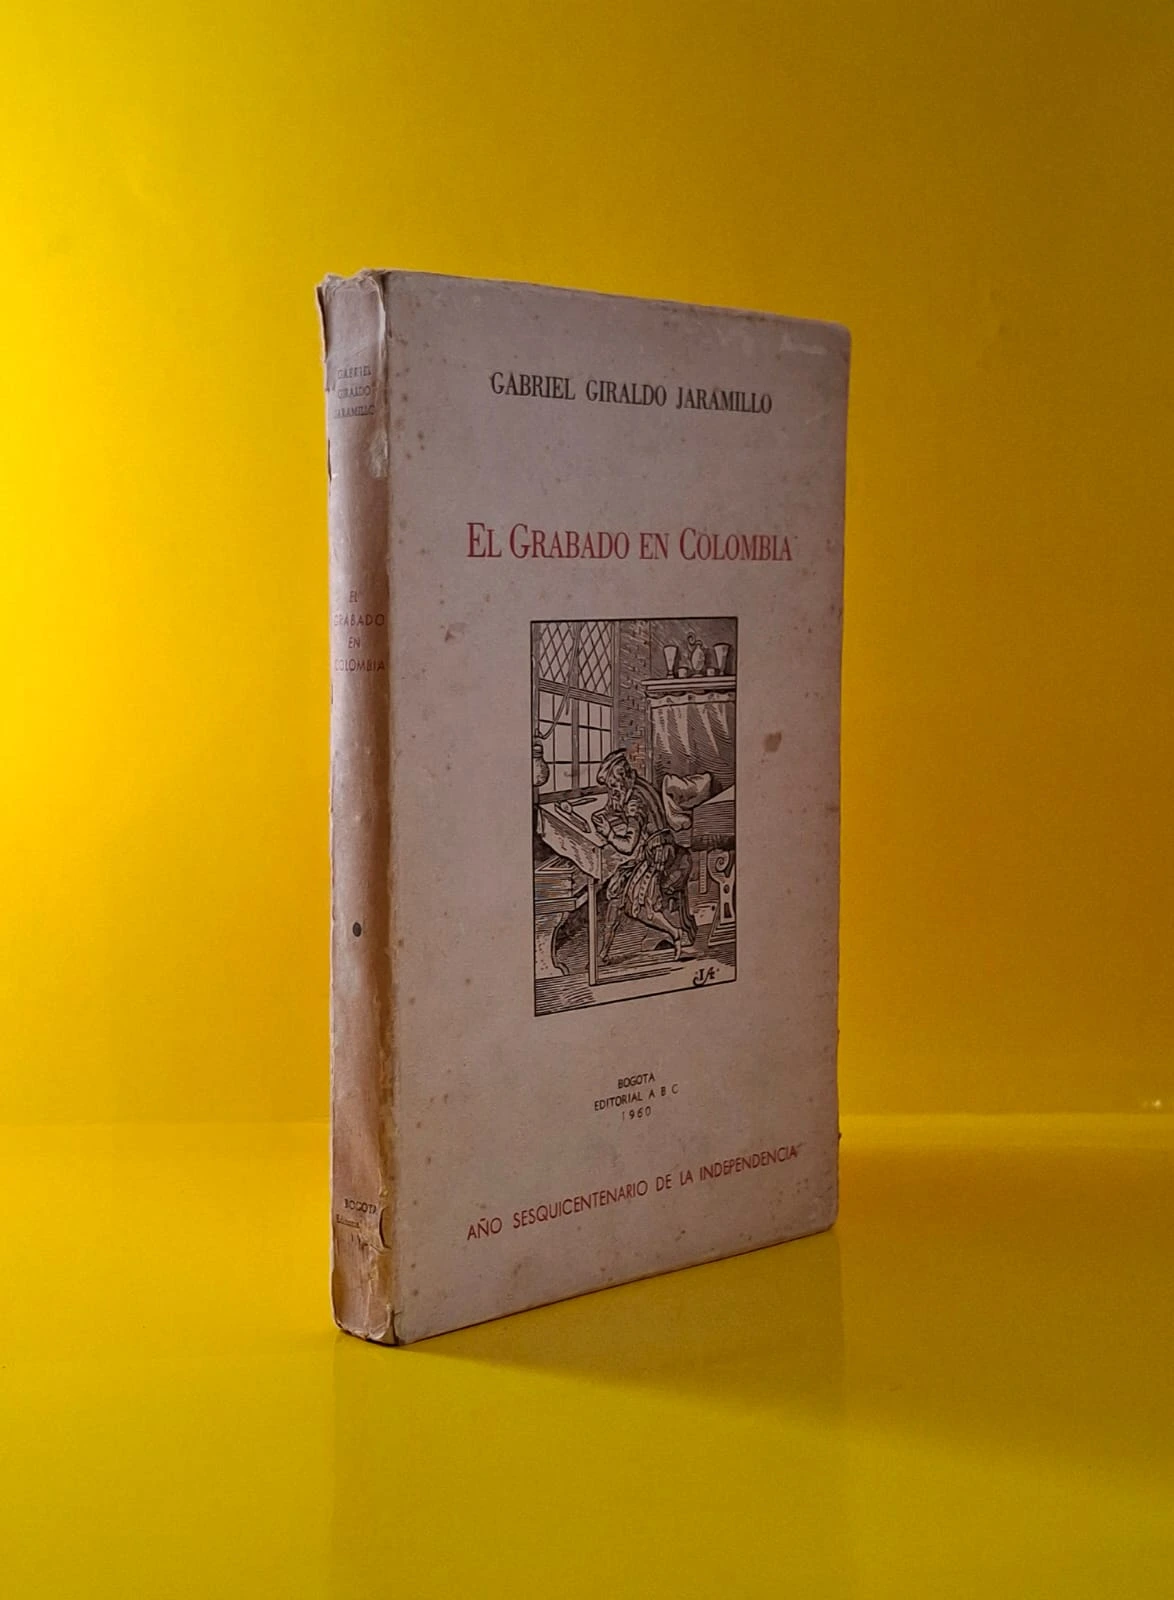 GABRIEL
GIRALDO
JARAMILLO
EL
GRABADO
EN
COLOMBIA
BOGOTA
GABRIEL GIRALDO JARAMILLO
EL GRABADO EN COLOMBIA
IA
BOGOTA
EDITORIAL A B C
1960
AÑO SESQUICENTENARIO DE LA INDEPENDENCIA